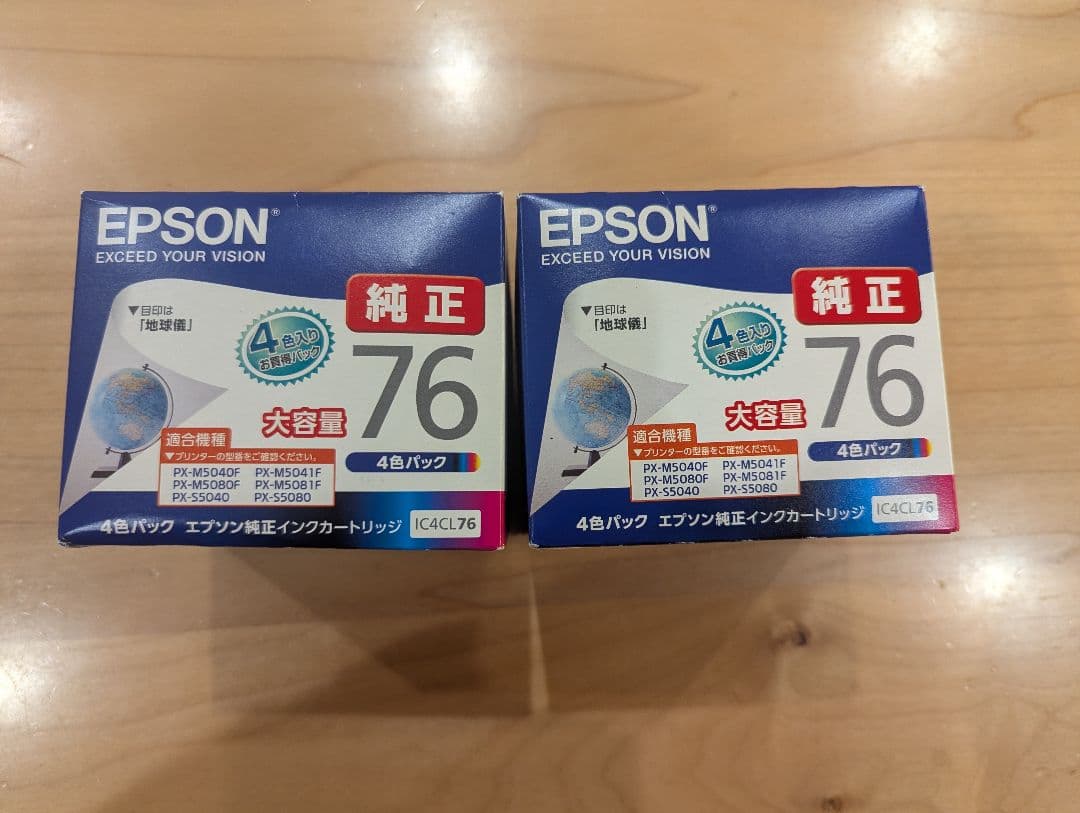 EPSON®
EXCEED YOUR VISION
純正
▼目印は
「地球儀」
4色入り
お買得パック
76
大容量
適合機種
▼プリンターの型番をご確認ください。
PX-M5040F PX-M5041F
PX-M5080F PX-M5081F
PX-S5040 PX-S5080
4色パック
4色パック エプソン純正インクカートリッジ
IC4CL76
EPSON®
EXCEED YOUR VISION
純正
▼目印は
「地球儀」
4色入り
お買得パック
76
大容量
適合機種
▼プリンターの型番をご確認ください。
PX-M5040F PX-M5041F
PX-M5080F PX-M5081F
PX-S5040 PX-S5080
4色パック
4色パック エプソン純正インクカートリッジ
IC4CL76